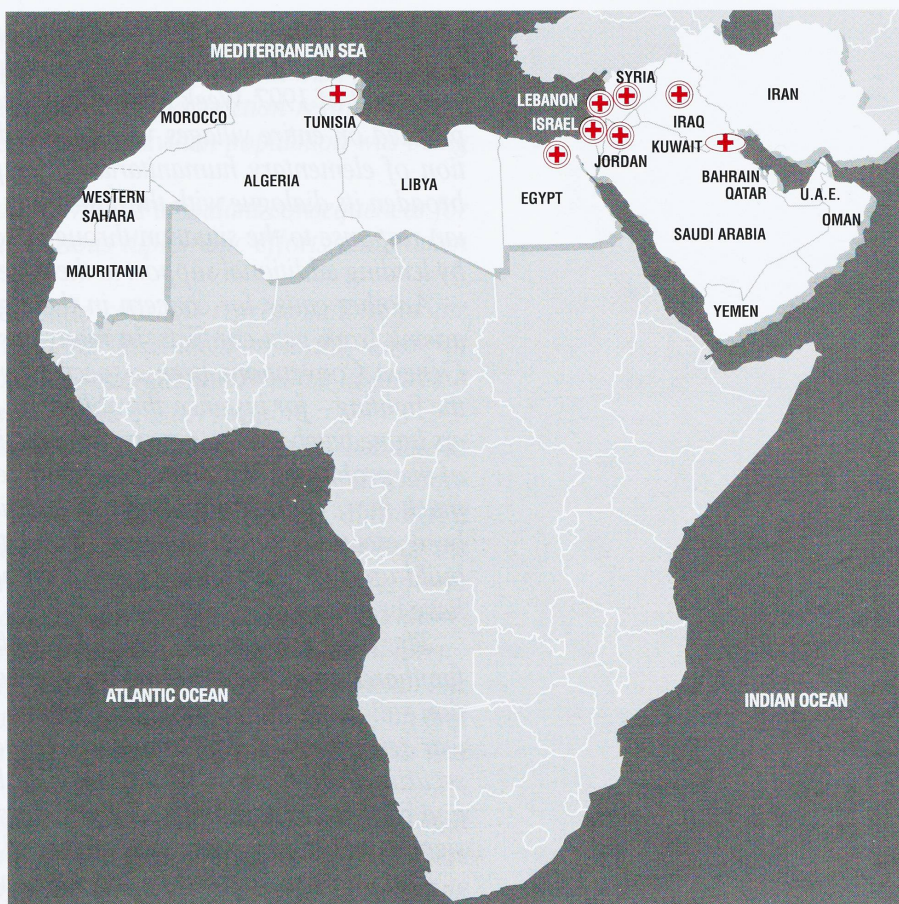 MEDITERRANEAN SEA
SYRIA
LEBANON
IRAN
MOROCCO
TUNISIA
ISRAEL
IRAQ
KUWAIT
JORDAN
ALGERIA
LIBYA
EGYPT
BAHRAIN
QATAR
U.A.E.
WESTERN
SAHARA
OMAN
SAUDI ARABIA
MAURITANIA
YEMEN
ATLANTIC OCEAN
INDIAN OCEAN